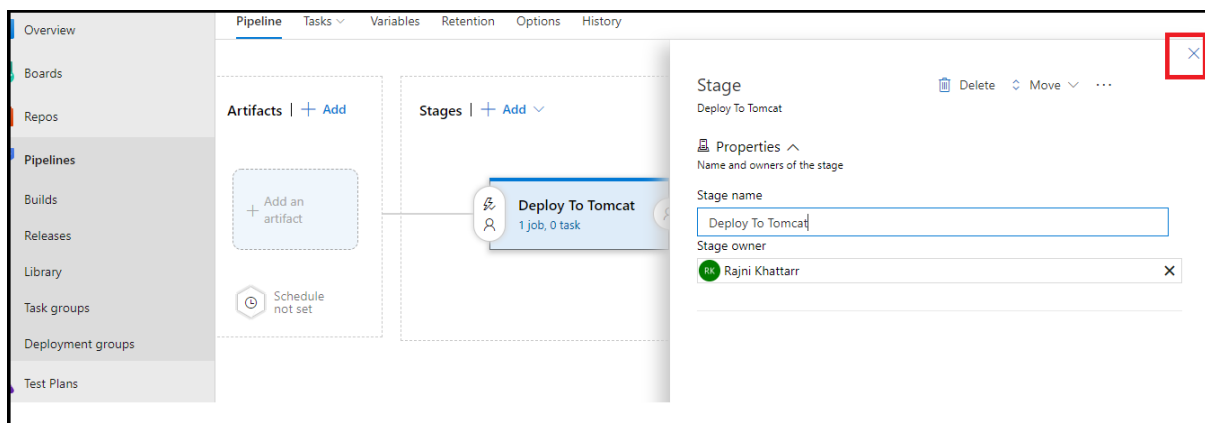 Overview
Boards
Repos
Pipelines
Builds
Releases
Library
Task groups
Deployment groups
Test Plans
Pipeline Tasks Variables Retention Options History
Artifacts | + Add
Stages | + Add
+ Add an
artifact
Schedule
not set
Deploy To Tomcat
1 job, 0 task
Stage
Delete Move ...
Deploy To Tomcat
Properties
Name and owners of the stage
Stage name
Deploy To Tomcat
Stage owner
RK Rajni Khattarr